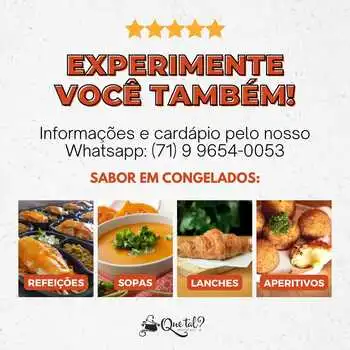 EXPERIMENTE
VOCÊ TAMBÉM!
Informações e cardápio pelo nosso
Whatsapp: (71) 9 9654-0053
SABOR EM CONGELADOS:
REFEIÇÕES SOPAS LANCHES APERITIVOS
Que tal?